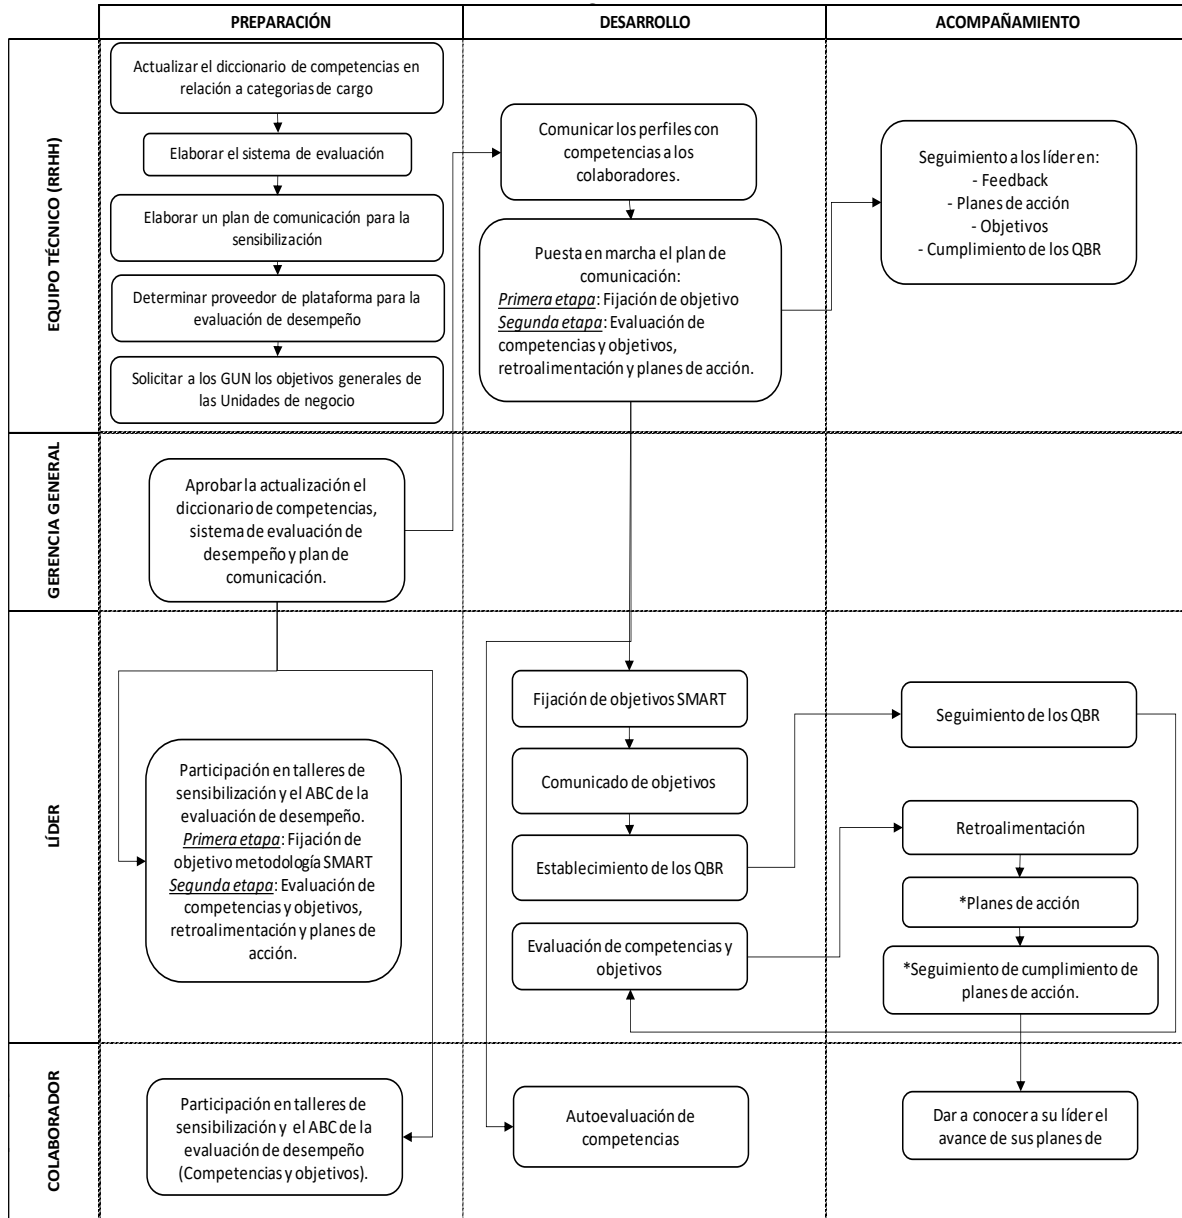 PREPARACIÓN
DESARROLLO
ACOMPAÑAMIENTO
EQUIPO TÉCNICO (RRHH)
Actualizar el diccionario de competencias en
relación a categorias de cargo
Elaborar el sistema de evaluación
Elaborar un plan de comunicación para la
sensibilización
Determinar proveedor de plataforma para la
evaluación de desempeño
Solicitar a los GUN los objetivos generales de
las Unidades de negocio
Comunicar los perfiles con
competencias a los
colaboradores.
Puesta en marcha el plan de
comunicación:
Primera etapa: Fijación de objetivo
Segunda etapa: Evaluación de
competencias y objetivos,
retroalimentación y planes de acción.
Seguimiento a los líder en:
- Feedback
- Planes de acción
- Objetivos
- Cumplimiento de los QBR
GERENCIA GENERAL
Aprobar la actualización el
diccionario de competencias,
sistema de evaluación de
desempeño y plan de
comunicación.
LÍDER
Participación en talleres de
sensibilización y el ABC de la
evaluación de desempeño.
Primera etapa: Fijación de
objetivo metodología SMART
Segunda etapa: Evaluación de
competencias y objetivos,
retroalimentación y planes de
acción.
Fijación de objetivos SMART
Comunicado de objetivos
Establecimiento de los QBR
Evaluación de competencias y
objetivos
Seguimiento de los QBR
Retroalimentación
*Planes de acción
*Seguimiento de cumplimiento de
planes de acción.
COLABORADOR
Participación en talleres de
sensibilización y el ABC de la
evaluación de desempeño
(Competencias y objetivos).
Autoevaluación de
competencias
Dar a conocer a su líder el
avance de sus planes de